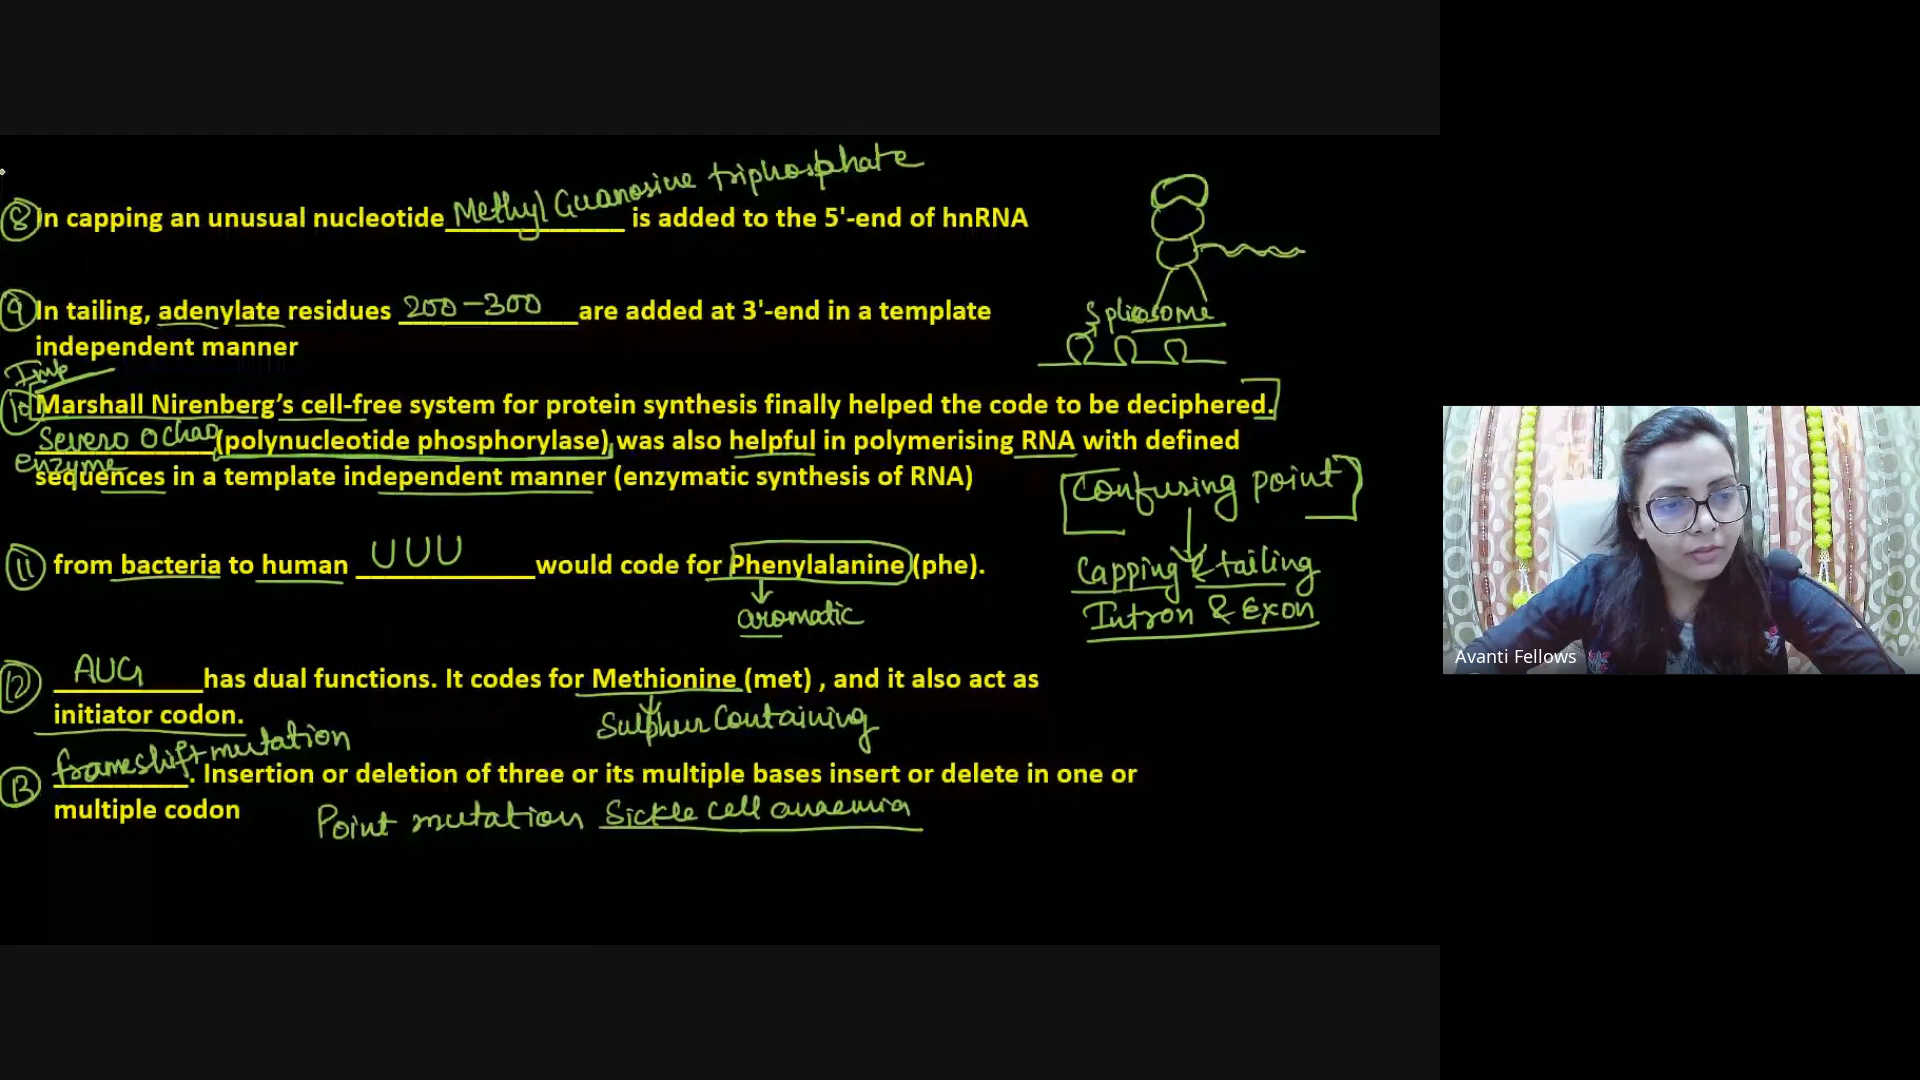 Methyl Guanosine triphosphate
8 In capping an unusual nucleotide____________ is added to the 5'-end of hnRNA
9 In tailing, adenylate residues 200-300 are added at 3'-end in a template
independent manner
Spliosome
Imp
10 Marshall Nirenberg’s cell-free system for protein synthesis finally helped the code to be deciphered.
Severo Ochao (polynucleotide phosphorylase) was also helpful in polymerising RNA with defined
enzyme
sequences in a template independent manner (enzymatic synthesis of RNA)
Confusing point
Capping & tailing
Intron & Exon
11 from bacteria to human UUU would code for Phenylalanine (phe).
aromatic
AUG has dual functions. It codes for Methionine (met) , and it also act as
initiator codon.
Sulphur Containing
frameshift mutation
13 __________. Insertion or deletion of three or its multiple bases insert or delete in one or
multiple codon
Point mutation Sickle cell anaemia
Avanti Fellows